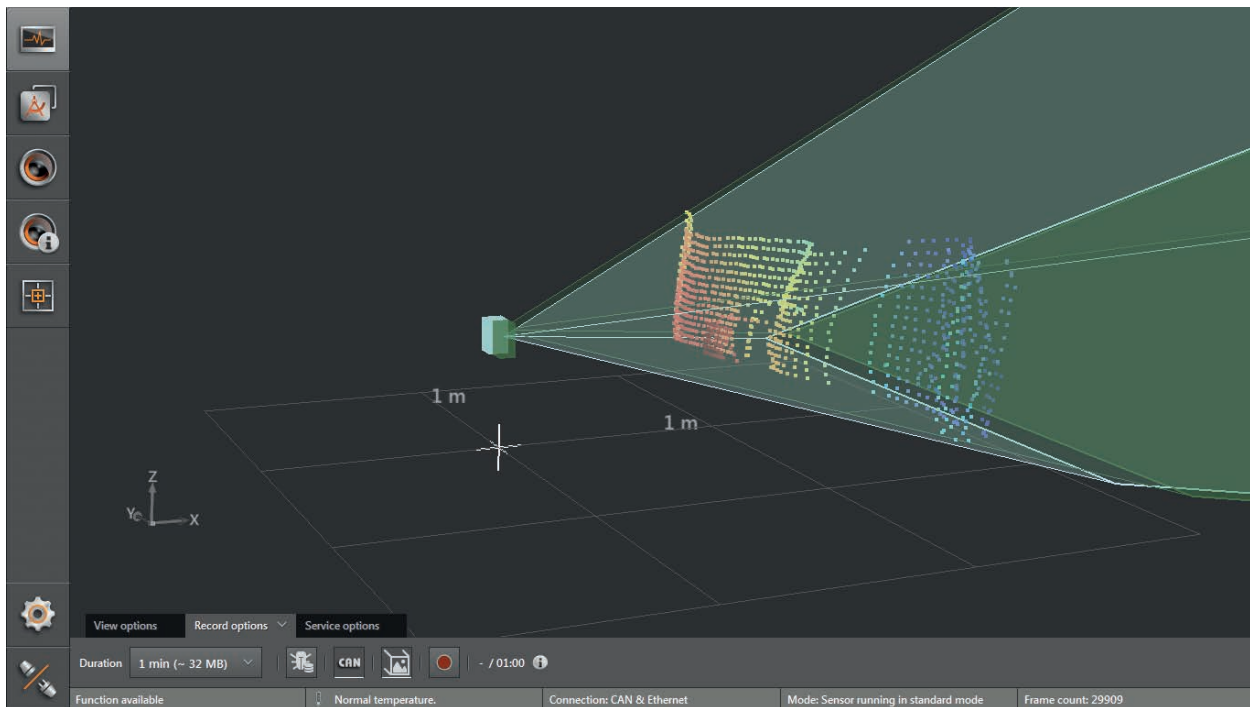 1 m
1 m
Z
Y
X
View options
Record options
Service options
Duration
1 min (~ 32 MB)
CAN
- / 01:00
Function available
Normal temperature.
Connection: CAN & Ethernet
Mode: Sensor running in standard mode
Frame count: 29909